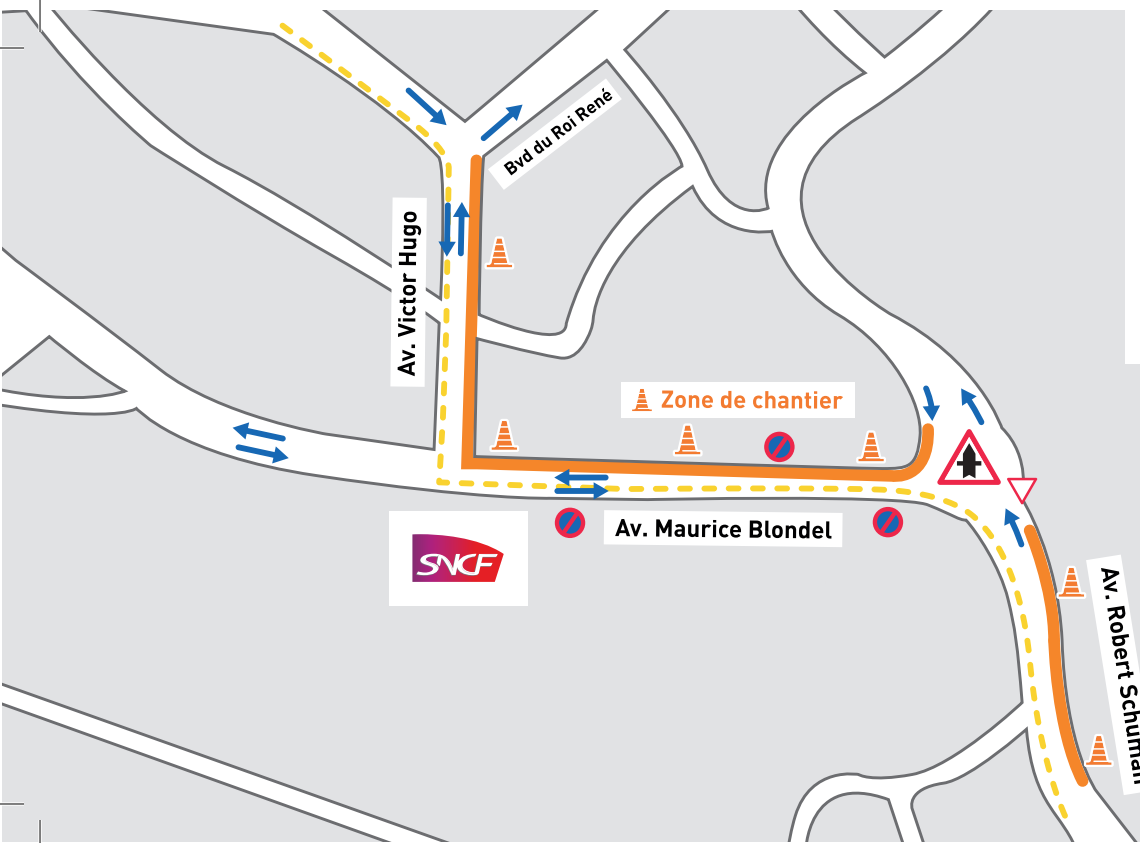 Bvd du Roi René
Av. Victor Hugo
Zone de chantier
Av. Maurice Blondel
SNCF
Av. Robert Schuman